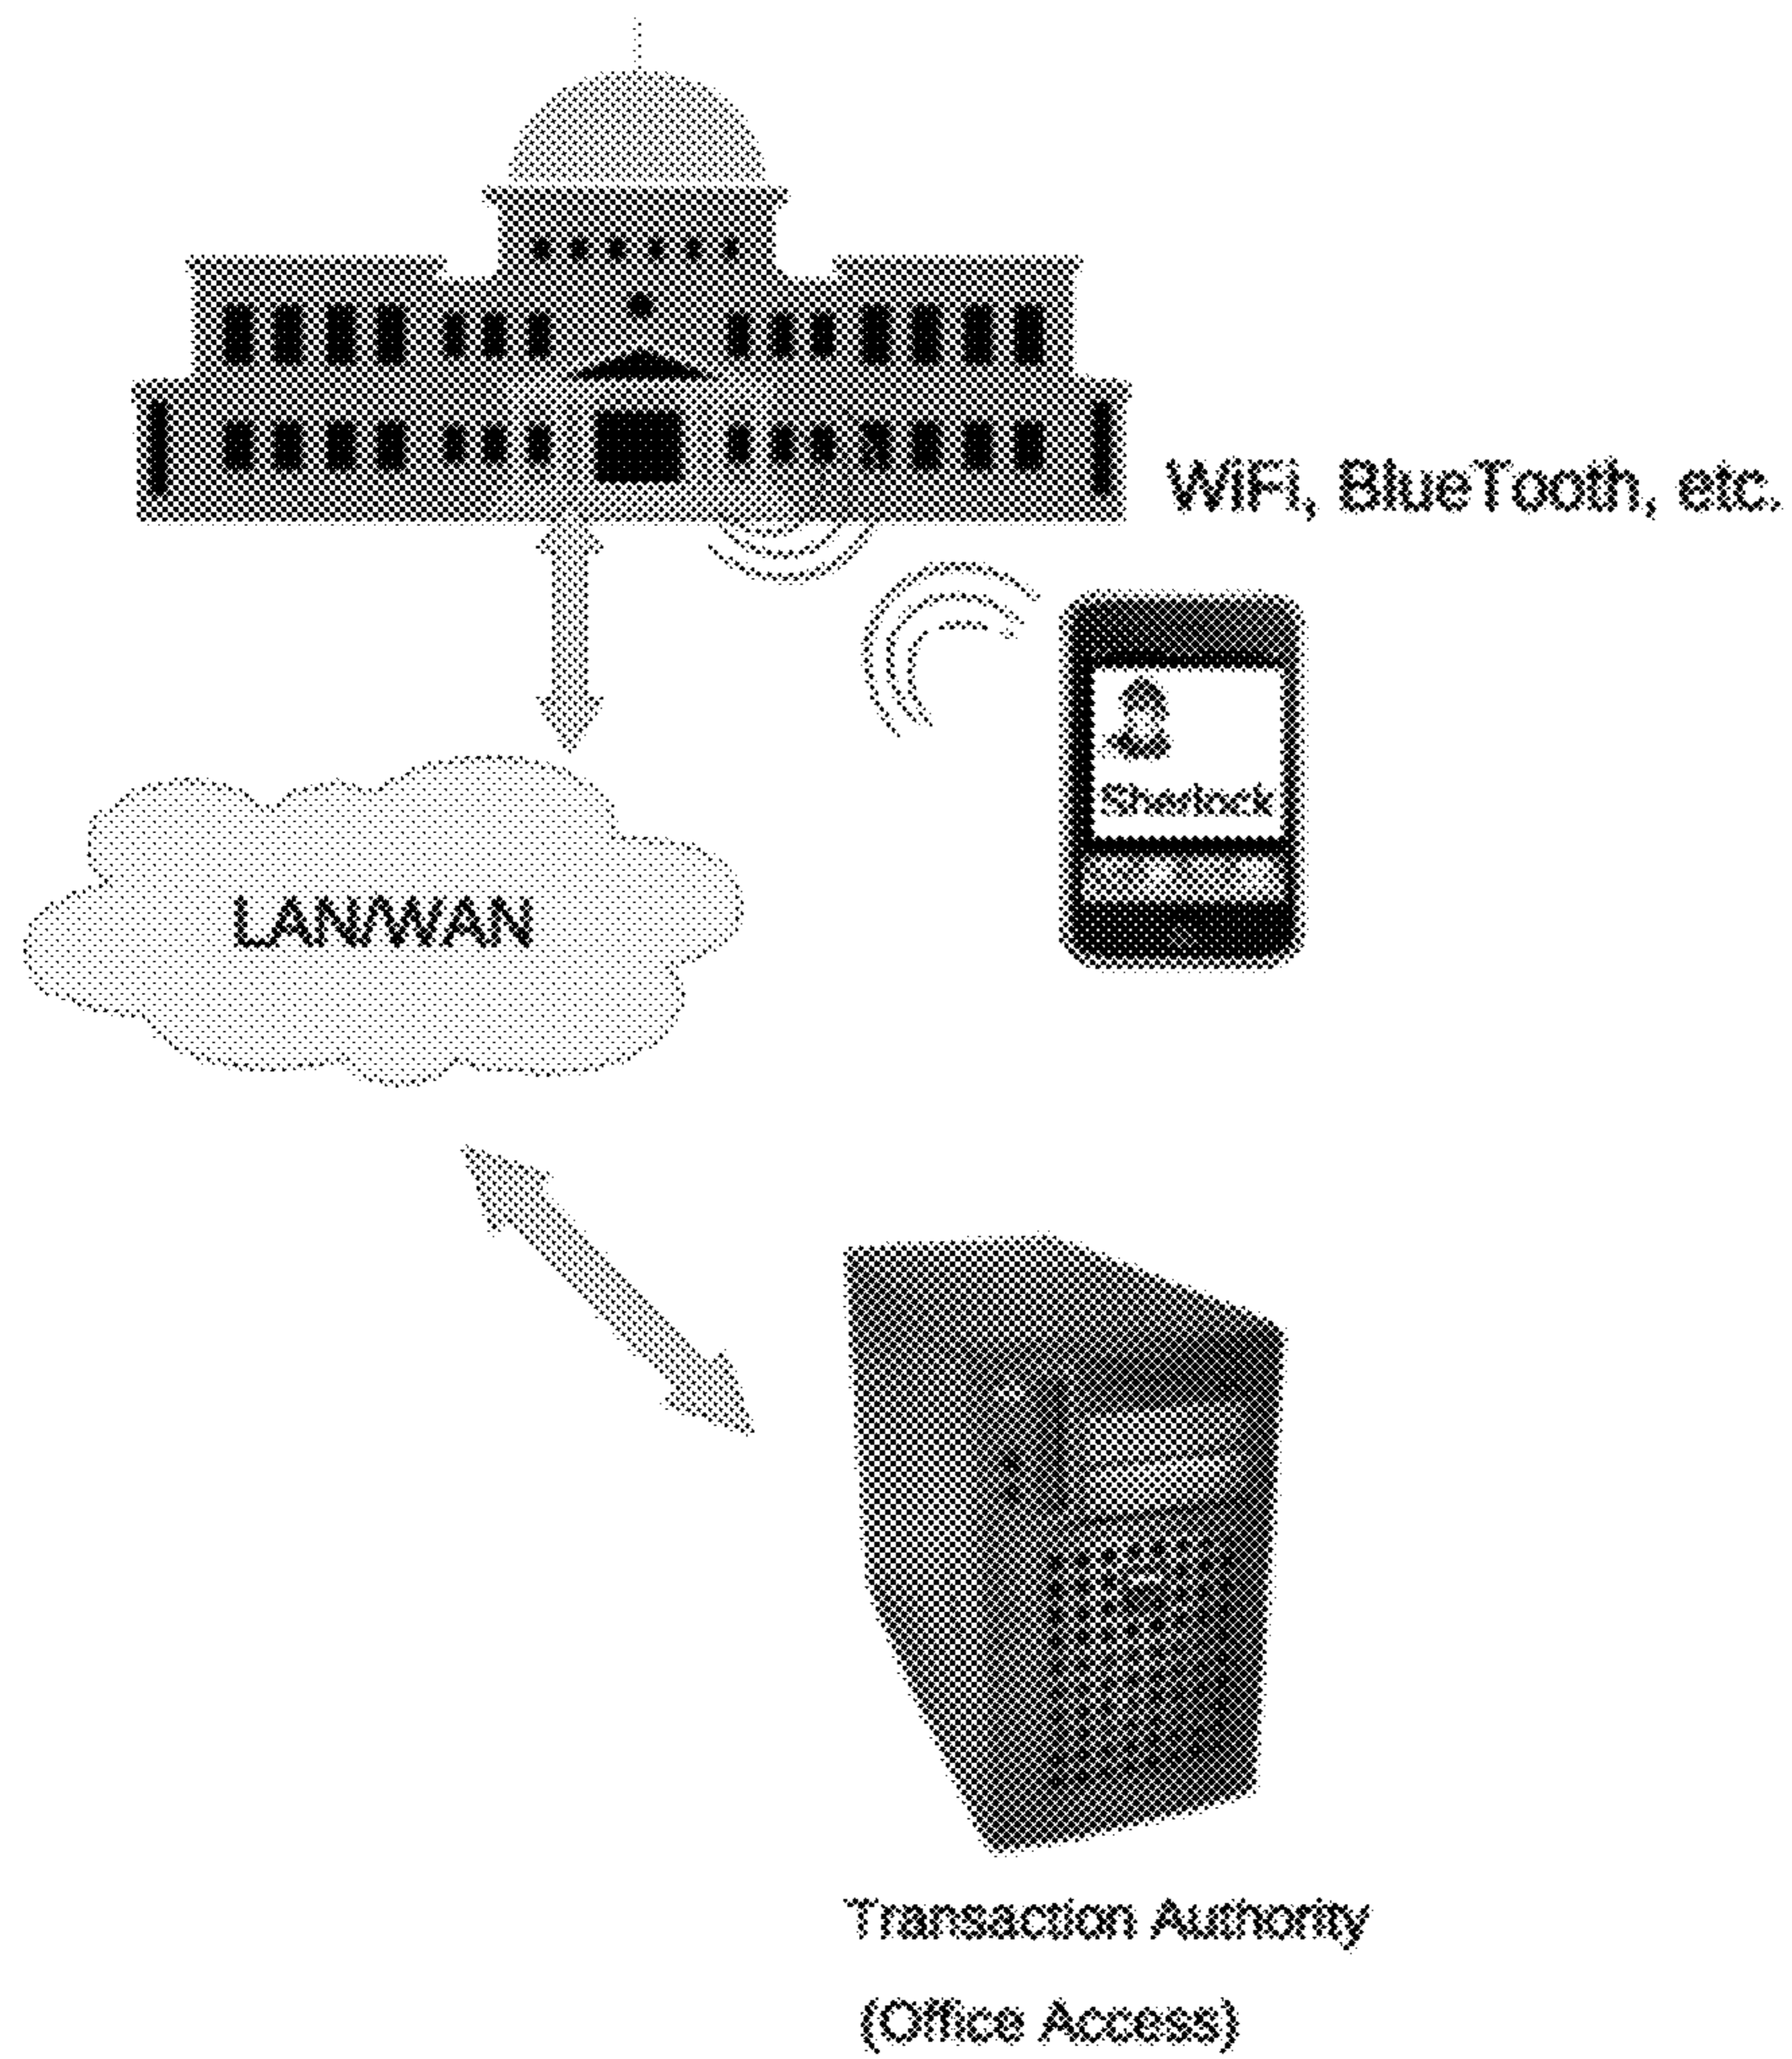 WiFi, BlueTooth, etc.
Sherlock
LAN/WAN
Transaction Authority
(Office Access)